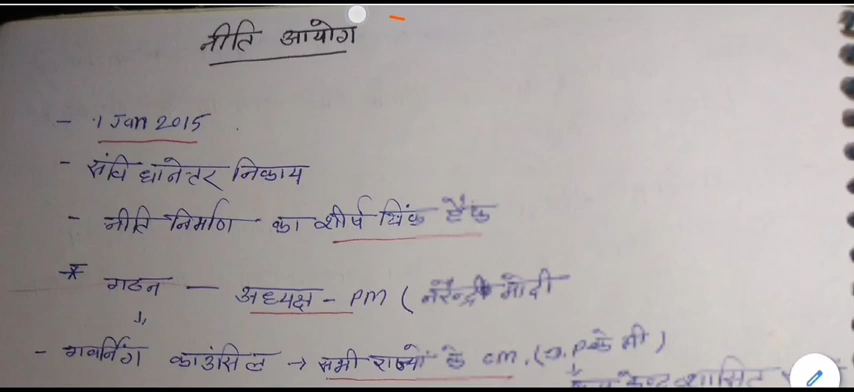 नीति आयोग
- 1 Jan 2015
- संवि धानेत्तर निकाय
- नीति निर्माण का शीर्ष थिंक टैंक
* गठन - अध्यक्ष - PM ( नरेन्द्र मोदी
↓
- गवर्निंग काउंसिल → सभी राज्यों के CM. (U.P के भी)
केन्द्र शासित